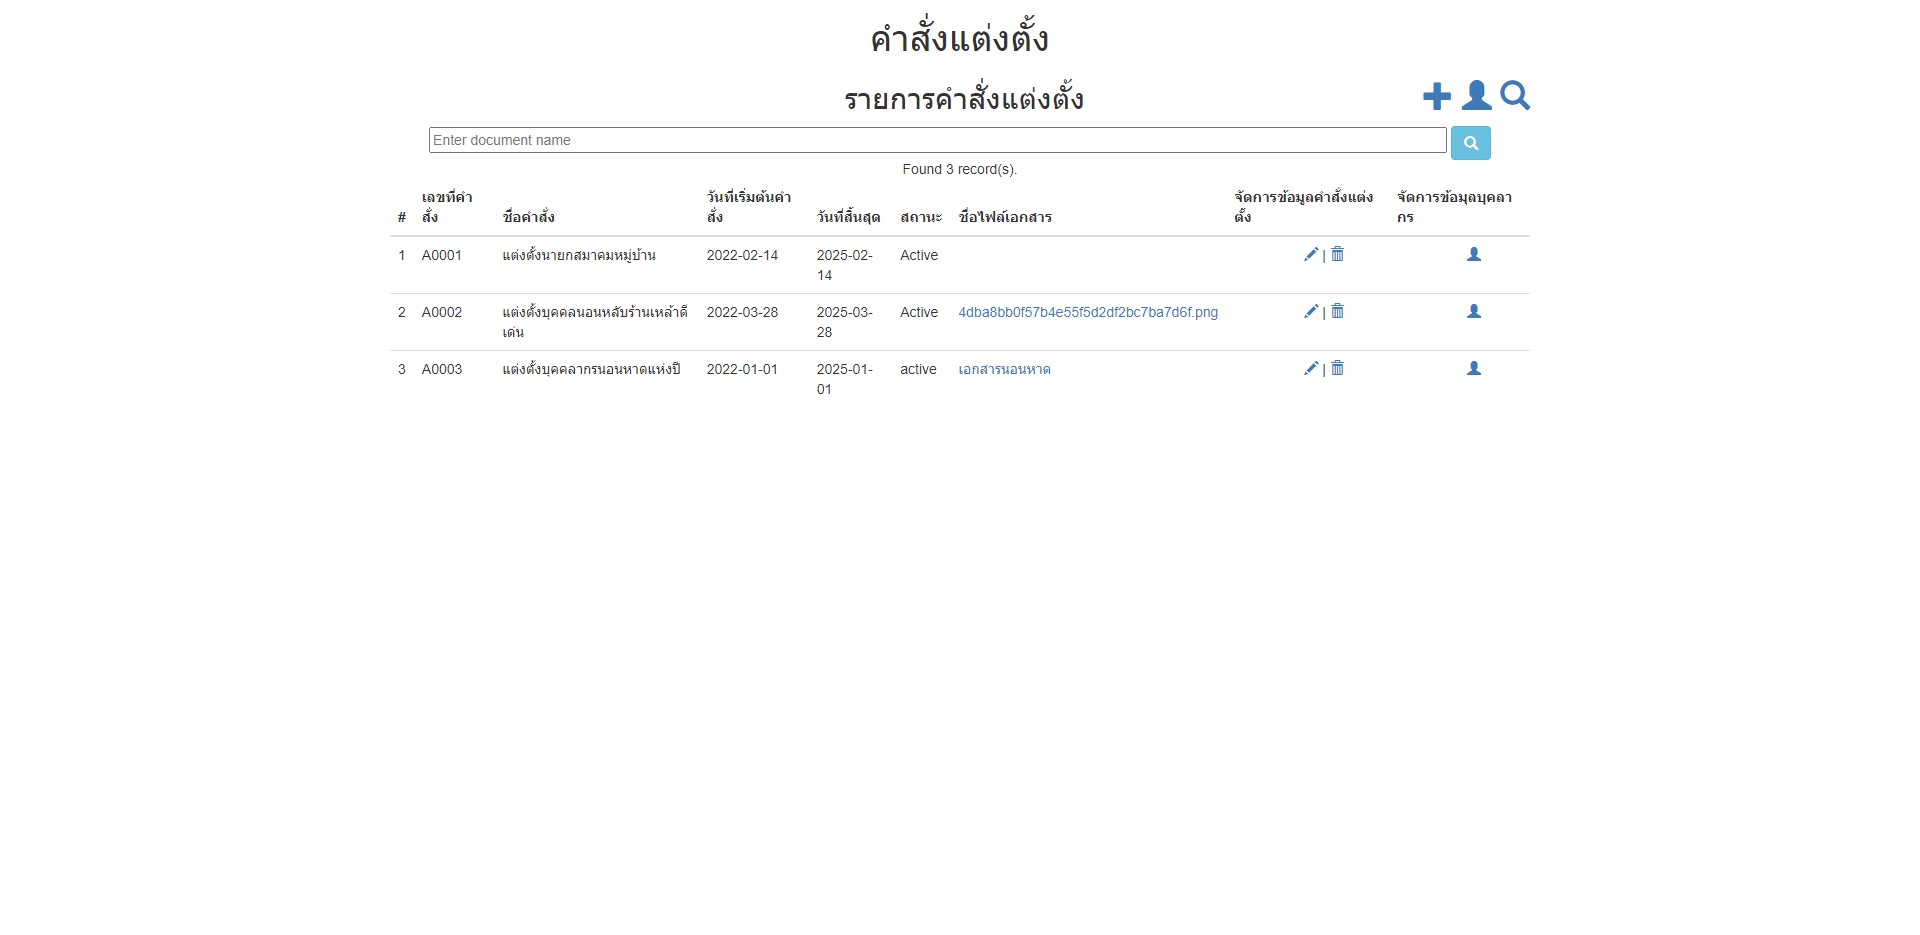 คำสั่งแต่งตั้ง
รายการคำสั่งแต่งตั้ง
Enter document name
Found 3 record(s).
# เลขที่คำสั่ง ชื่อคำสั่ง วันที่เริ่มต้นคำสั่ง วันที่สิ้นสุด สถานะ ชื่อไฟล์เอกสาร จัดการข้อมูลคำสั่งแต่งตั้ง จัดการข้อมุลบุคลากร
1 A0001 แต่งตั้งนายกสมาคมหมู่บ้าน 2022-02-14 2025-02-14 Active |
2 A0002 แต่งตั้งบุคคลนอนหลับร้านเหล้าดีเด่น 2022-03-28 2025-03-28 Active 4dba8bb0f57b4e55f5d2df2bc7ba7d6f.png |
3 A0003 แต่งตั้งบุคคลากรนอนหาดแห่งปี 2022-01-01 2025-01-01 active เอกสารนอนหาด |